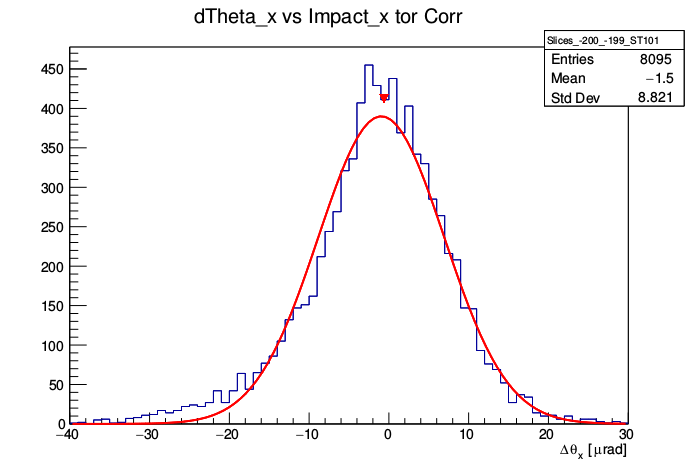 dTheta_x vs Impact_x tor Corr
Slices_-200_-199_ST101
Entries 8095
Mean −1.5
Std Dev 8.821
450
400
350
300
250
200
150
100
50
0
−40 −30 −20 −10 0 10 20 30
Δθx [μrad]